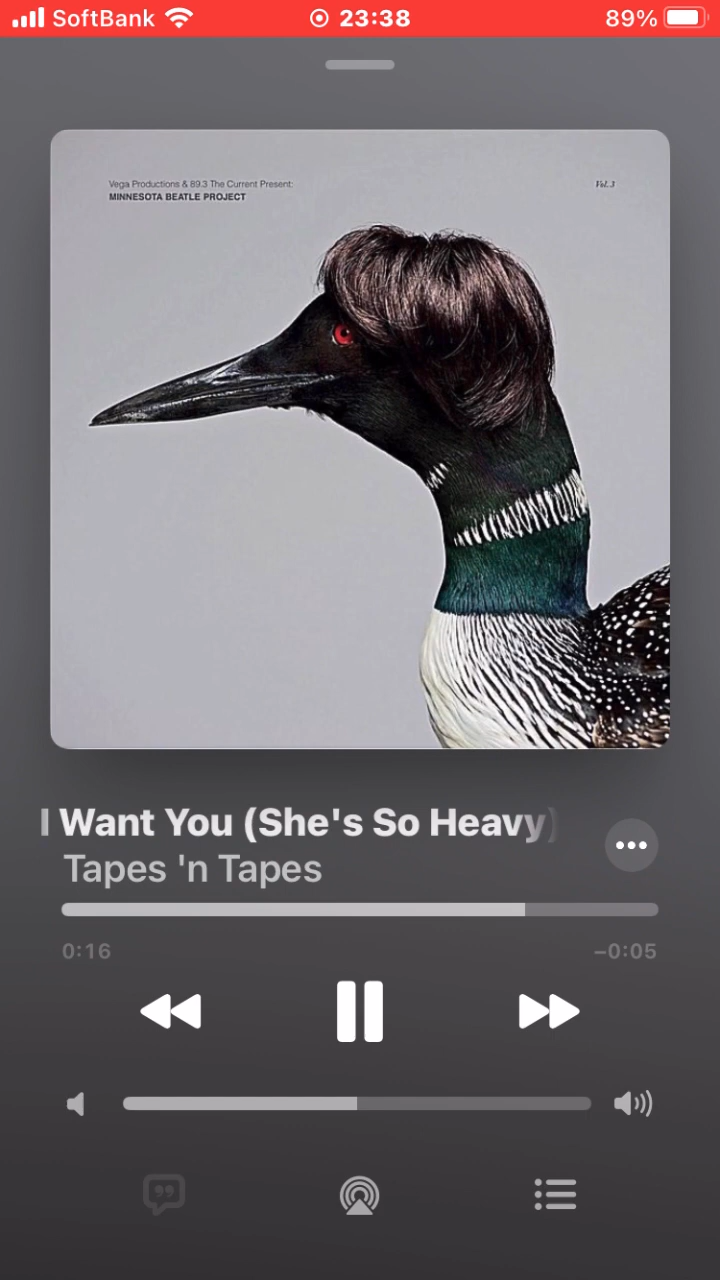 SoftBank 23:38 89%
Vega Productions & 89.3 The Current Present:
MINNESOTA BEATLE PROJECT
Vol. 3
I Want You (She's So Heavy)
Tapes 'n Tapes
0:16 −0:05